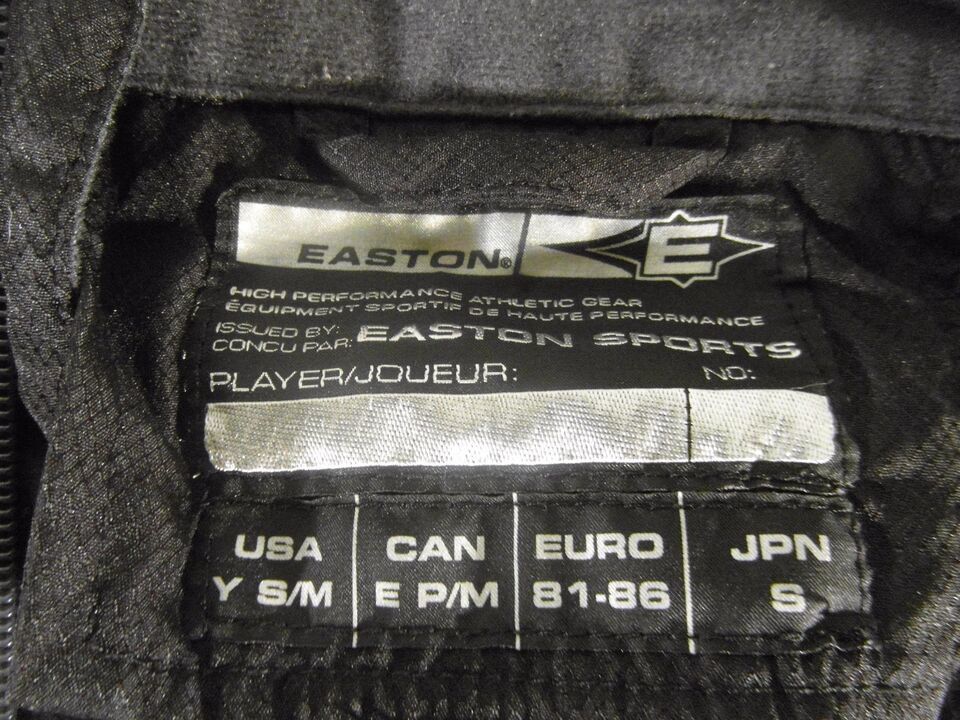 EASTON® E
HIGH PERFORMANCE ATHLETIC GEAR
ÉQUIPMENT SPORTIF DE HAUTE PERFORMANCE
ISSUED BY:
CONCU PAR: EASTON SPORTS
PLAYER/JOUEUR: NO:
USA CAN EURO JPN
Y S/M E P/M 81-86 S